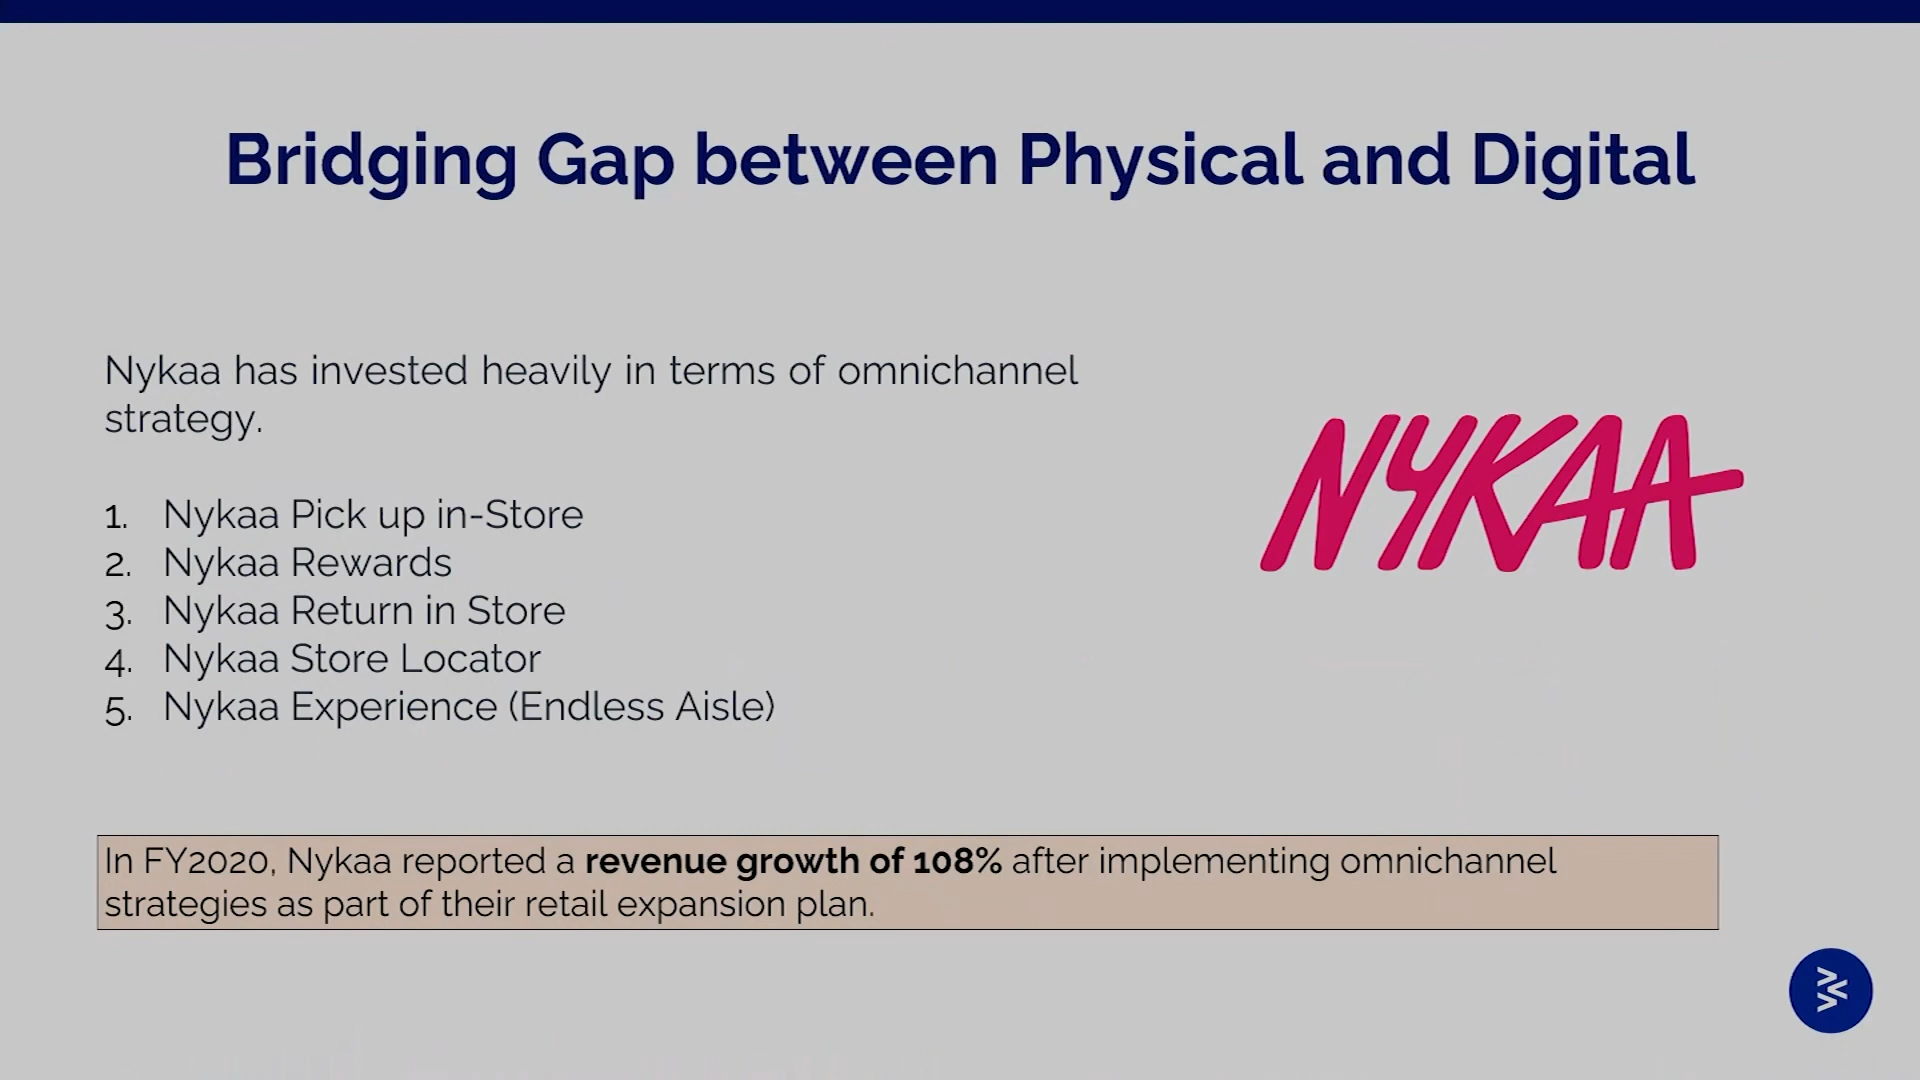 Bridging Gap between Physical and Digital
Nykaa has invested heavily in terms of omnichannel
strategy.
NYKAA
1. Nykaa Pick up in-Store
2. Nykaa Rewards
3. Nykaa Return in Store
4. Nykaa Store Locator
5. Nykaa Experience (Endless Aisle)
In FY2020, Nykaa reported a revenue growth of 108% after implementing omnichannel
strategies as part of their retail expansion plan.